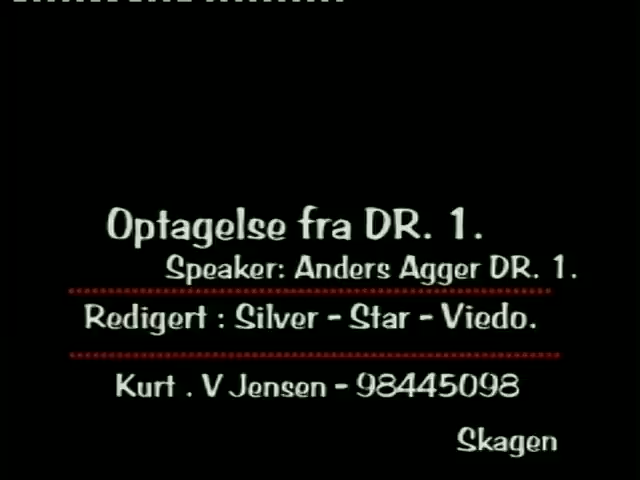 Optagelse fra DR. 1.
Speaker: Anders Agger DR. 1.
Redigert : Silver - Star - Viedo.
Kurt . V Jensen - 98445098
Skagen